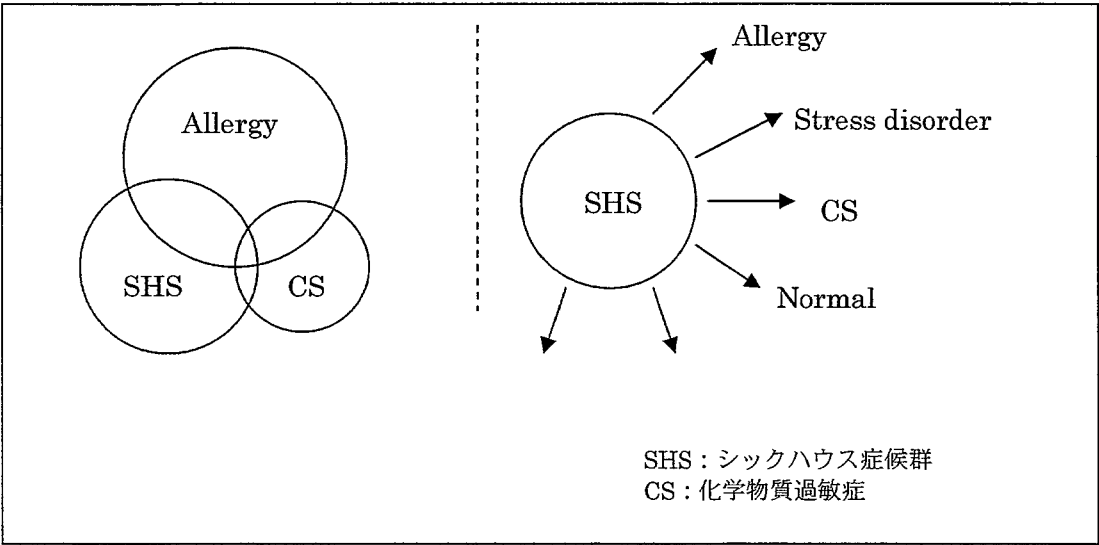 Allergy
SHS
CS
Allergy
Stress disorder
SHS
CS
Normal
SHS：シックハウス症候群
CS：化学物質過敏症